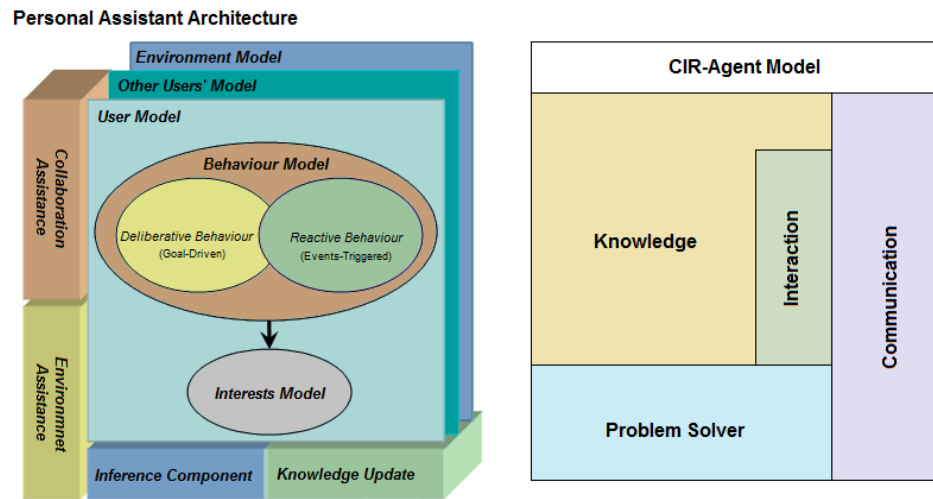 Personal Assistant Architecture
Environment Model
Other Users' Model
User Model
Collaboration
Assistance
Behaviour Model
Deliberative Behaviour
(Goal-Driven)
Reactive Behaviour
(Events-Triggered)
Environmnet
Assistance
Interests Model
Inference Component
Knowledge Update
CIR-Agent Model
Knowledge
Interaction
Communication
Problem Solver